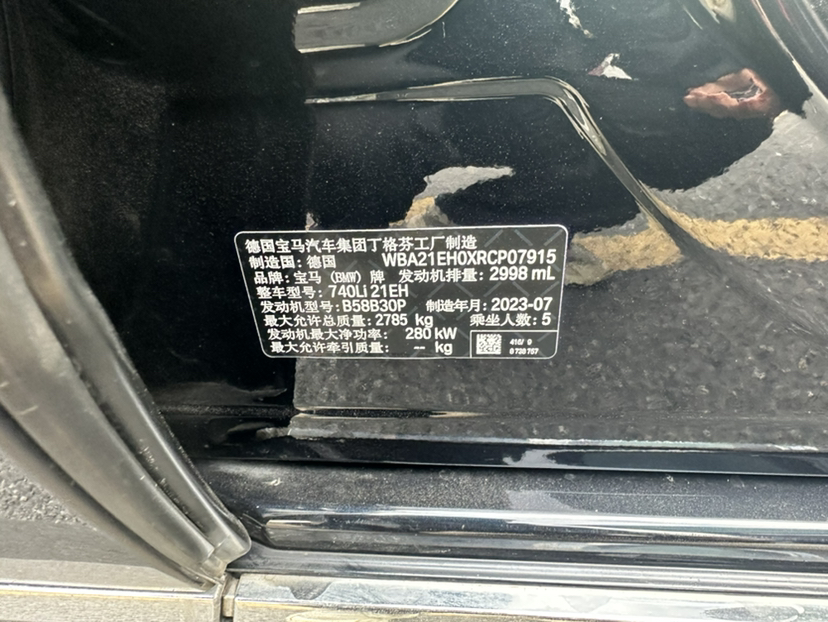 德国宝马汽车集团丁格芬工厂制造
制造国: 德国 WBA21EH0XRCP07915
品牌: 宝马 (BMW) 牌 发动机排量: 2998 mL
整车型号: 740Li 21EH
发动机型号: B58B30P 制造年月: 2023-07
最大允许总质量: 2785 kg 乘坐人数: 5
发动机最大净功率: 280 kW
最大允许牵引质量: -- kg
416/ 9
8 738 757